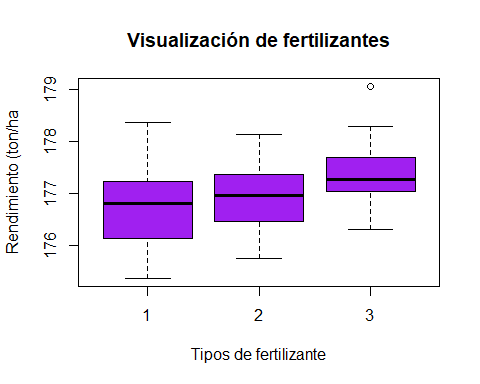 Visualización de fertilizantes
Rendimiento (ton/ha
179
178
177
176
1 2 3
Tipos de fertilizante